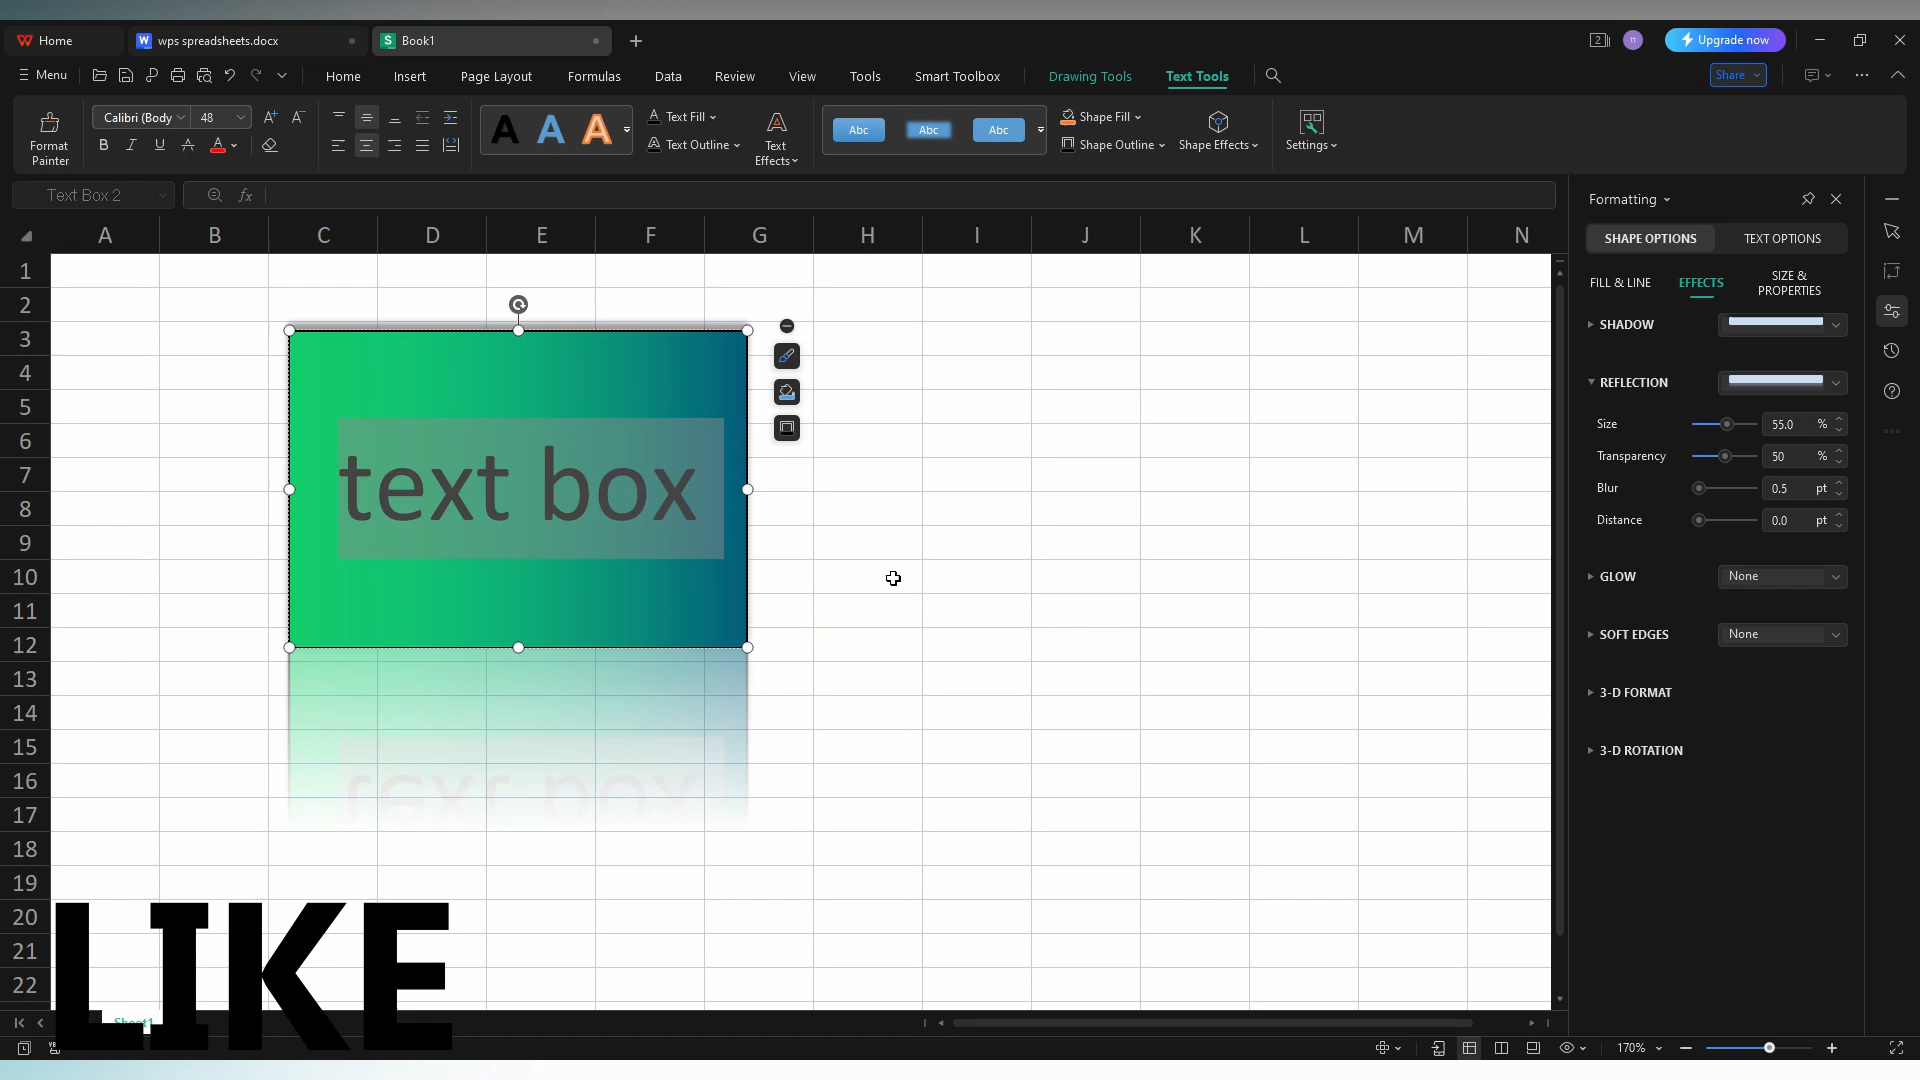 Home
wps spreadsheets.docx
Book1
2
tt
Upgrade now
Menu
Home
Insert
Page Layout
Formulas
Data
Review
View
Tools
Smart Toolbox
Drawing Tools
Text Tools
Share
Format
Painter
Calibri (Body
48
B
I
U
A
A
A
A
A
Text Fill
Text Outline
Text
Effects
Abc
Abc
Abc
Shape Fill
Shape Outline
Shape Effects
Settings
Text Box 2
fx
Formatting
SHAPE OPTIONS
TEXT OPTIONS
FILL & LINE
EFFECTS
SIZE &
PROPERTIES
SHADOW
REFLECTION
Size
55.0 %
Transparency
50 %
Blur
0.5 pt
Distance
0.0 pt
GLOW
None
SOFT EDGES
None
3-D FORMAT
3-D ROTATION
A B C D E F G H I J K L M N
1
2
3
4
5
6
7
8
9
10
11
12
13
14
15
16
17
18
19
20
21
22
text box
text box
LIKE
Sheet1
170%